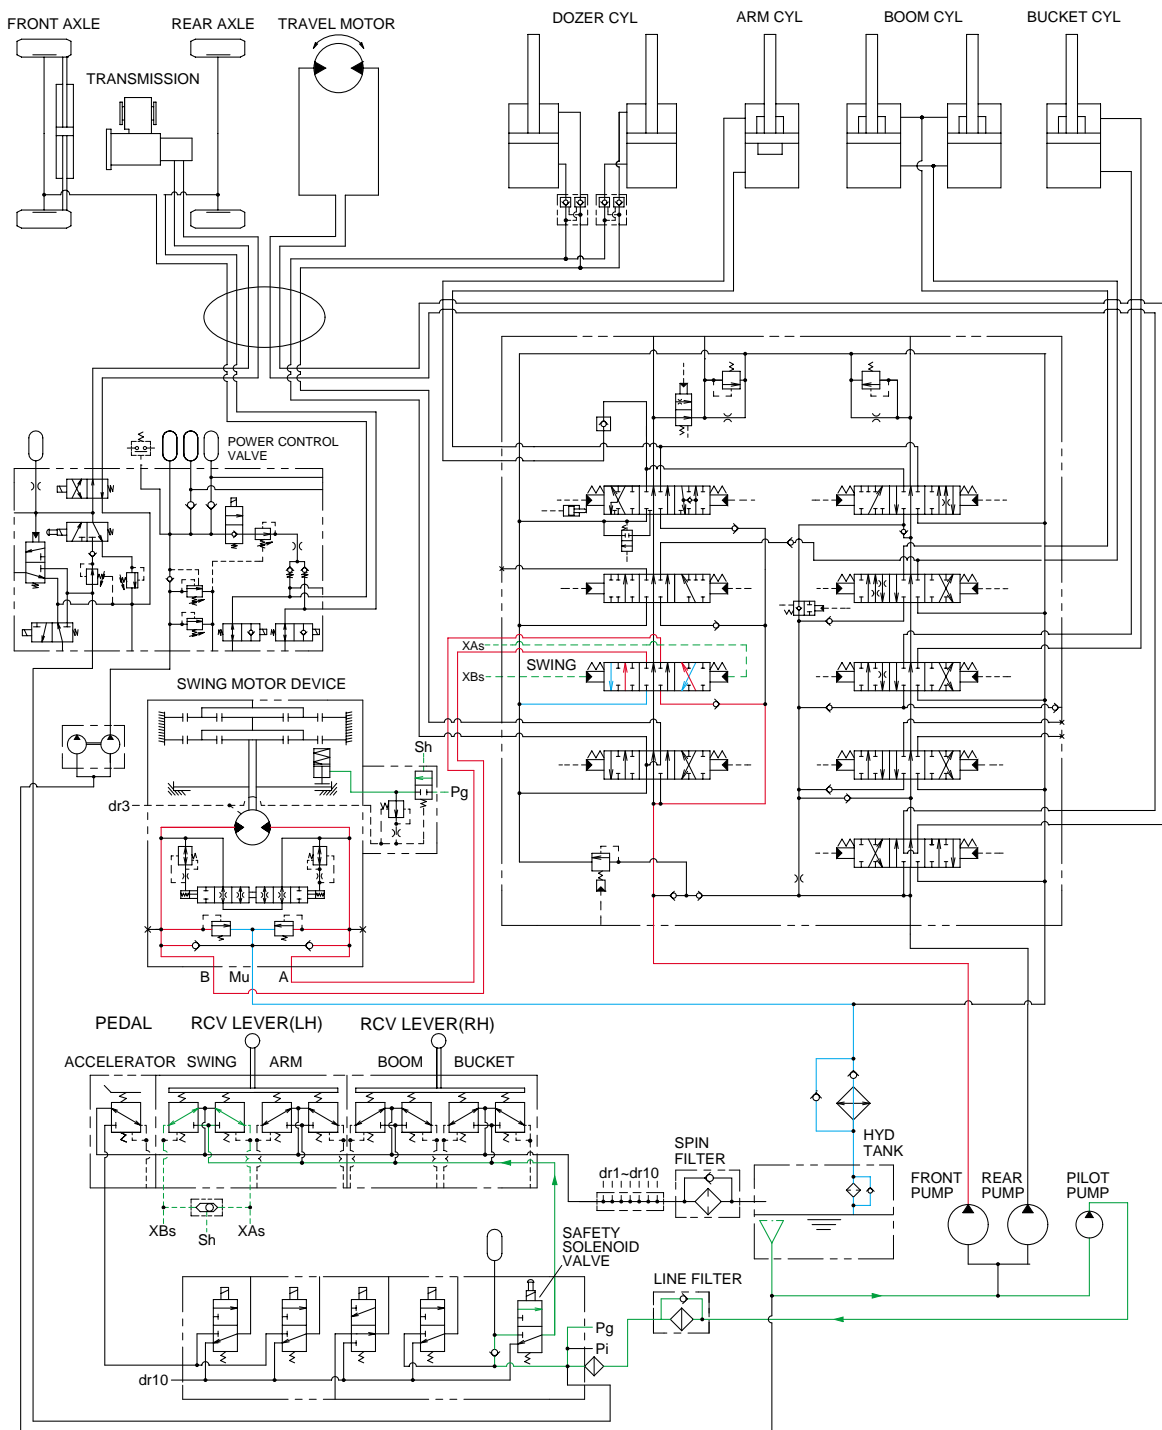 FRONT AXLE
REAR AXLE
TRAVEL MOTOR
DOZER CYL
ARM CYL
BOOM CYL
BUCKET CYL
TRANSMISSION
POWER CONTROL
VALVE
XAs
SWING
XBs
SWING MOTOR DEVICE
Sh
Pg
dr3
B
Mu
A
PEDAL
RCV LEVER(LH)
RCV LEVER(RH)
ACCELERATOR
SWING
ARM
BOOM
BUCKET
HYD
TANK
SPIN
FILTER
dr1~dr10
FRONT
PUMP
REAR
PUMP
PILOT
PUMP
XBs
Sh
XAs
SAFETY
SOLENOID
VALVE
LINE FILTER
Pg
Pi
dr10